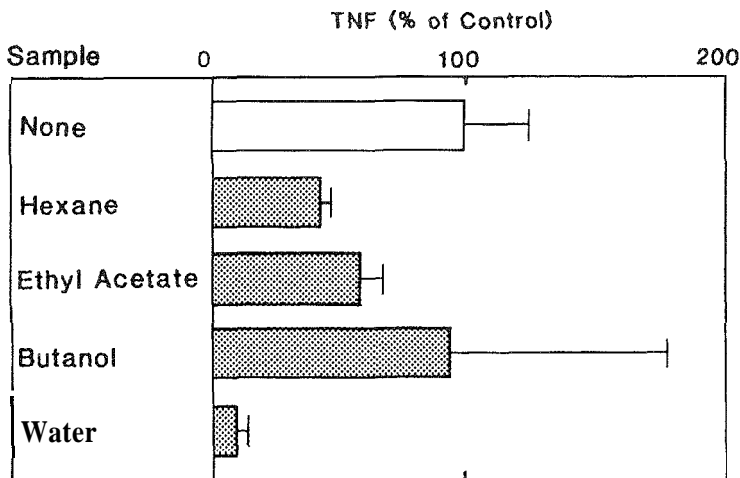 TNF (% of Control)
Sample 0 100 200
None
Hexane
Ethyl Acetate
Butanol
Water